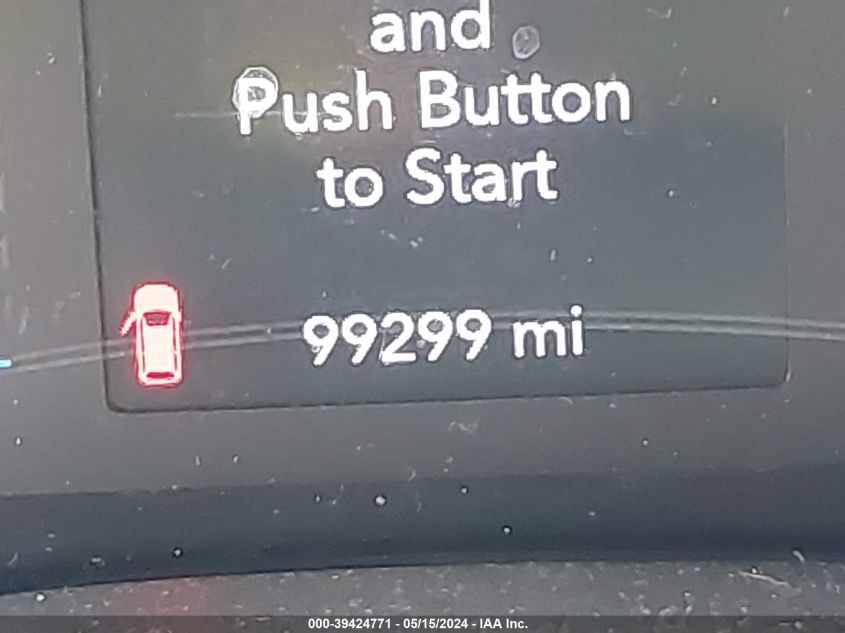 and
Push Button
to Start
99299 mi
000-39424771 - 05/15/2024 - IAA Inc.